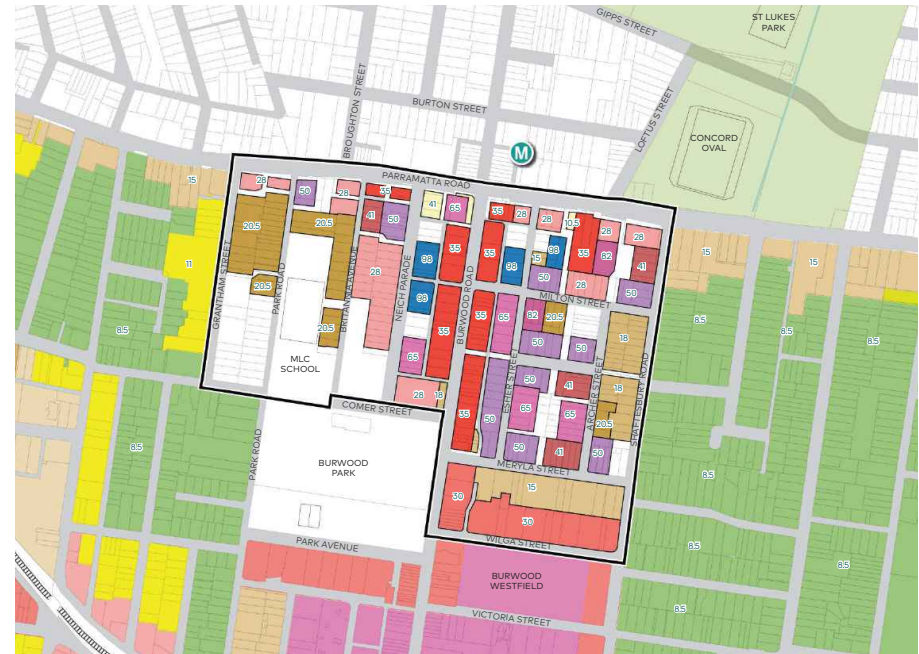 GIPPS STREET
ST LUKES
PARK
BROUGHTON STREET
BURTON STREET
LOFTUS STREET
CONCORD
OVAL
M
15
PARRAMATTA ROAD
28
50
28
35
41
65
35
28
28
10.5
28
28
20.5
20.5
41
50
35
98
15
98
35
82
41
15
15
11
28
98
98
50
28
50
GRANTHAM STREET
PARK ROAD
20.5
BRITANNIA AVENUE
NEICH PARADE
BURWOOD ROAD
MILTON STREET
8.5
20.5
35
35
65
82
20.5
50
50
18
8.5
8.5
8.5
MLC
SCHOOL
65
28
18
35
50
ESHER STREET
50
41
65
65
ARCHER STREET
18
20.5
SHAFTESBURY ROAD
COMER STREET
50
41
50
8.5
8.5
PARK ROAD
BURWOOD
PARK
MERYLA STREET
30
15
30
WILGA STREET
PARK AVENUE
8.5
8.5
BURWOOD
WESTFIELD
VICTORIA STREET
8.5